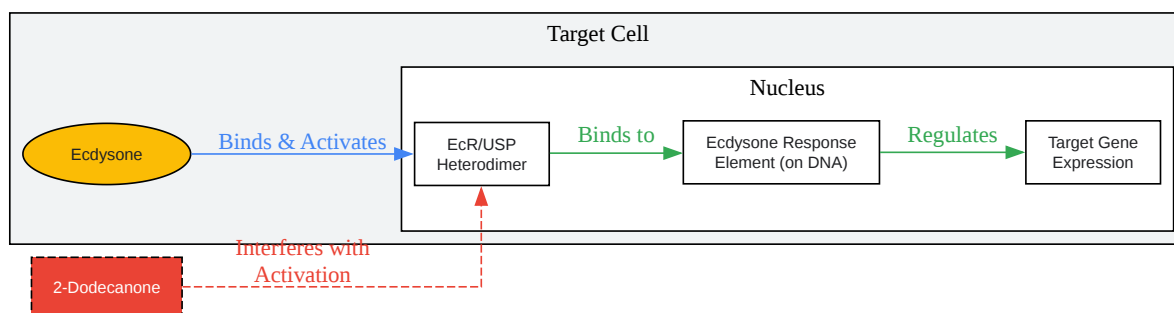 Target Cell
Nucleus
Ecdysone
Binds & Activates
EcR/USP
Heterodimer
Binds to
Ecdysone Response
Element (on DNA)
Regulates
Target Gene
Expression
Interferes with
Activation
2-Dodecanone